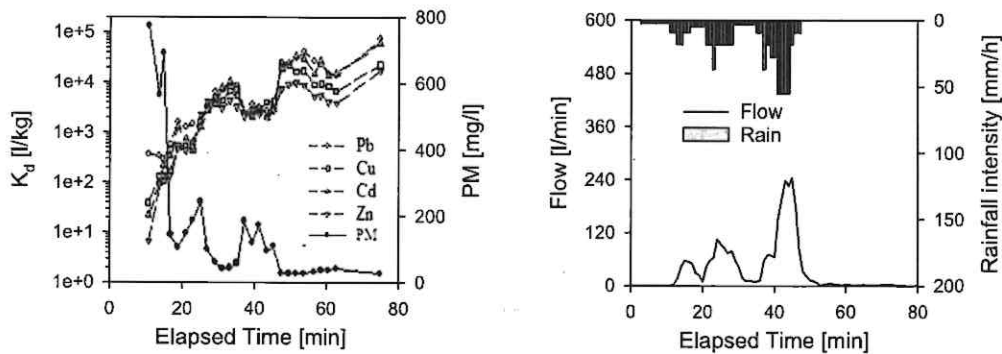 1e+5
1e+4
1e+3
1e+2
1e+1
1e+0
K_d [l/kg]
800
600
400
200
0
PM [mg/l]
Pb
Cu
Cd
Zn
PM
0 20 40 60 80
Elapsed Time [min]
600
480
360
240
120
0
Flow [l/min]
0
50
100
150
200
Rainfall intensity [mm/h]
Flow
Rain
0 20 40 60 80
Elapsed Time [min]